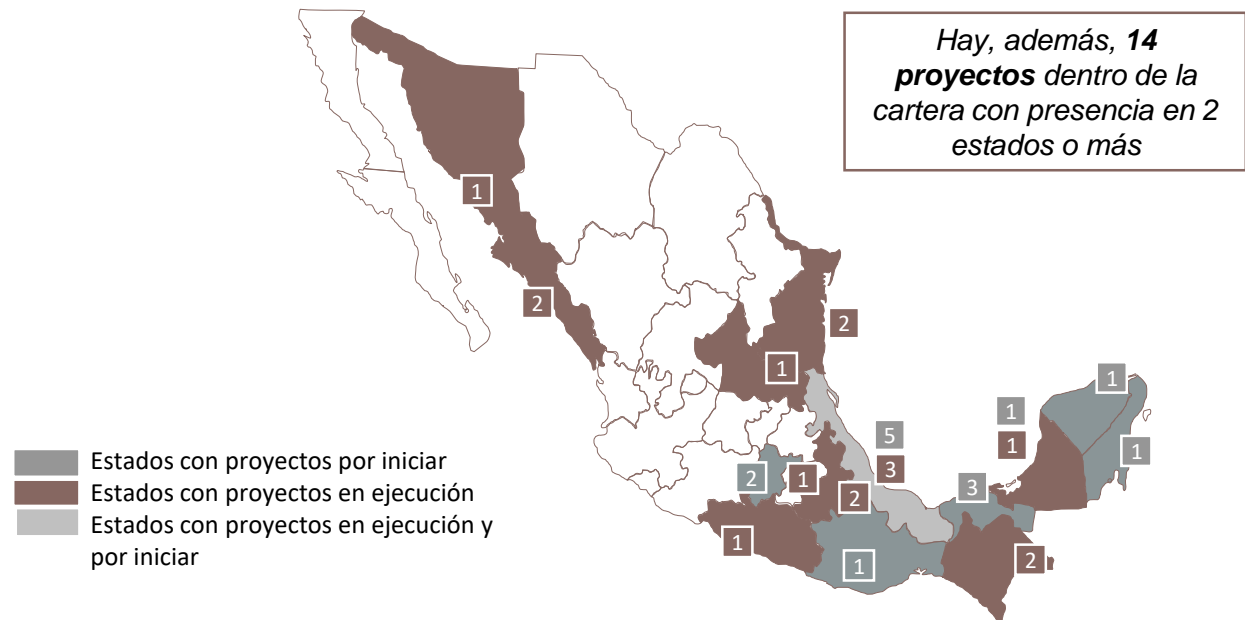 Hay, además, 14
proyectos dentro de la
cartera con presencia en 2
estados o más
1
2
2
1
1
1
1
5
3
1
3
2
1
2
1
1
2
Estados con proyectos por iniciar
Estados con proyectos en ejecución
Estados con proyectos en ejecución y
por iniciar